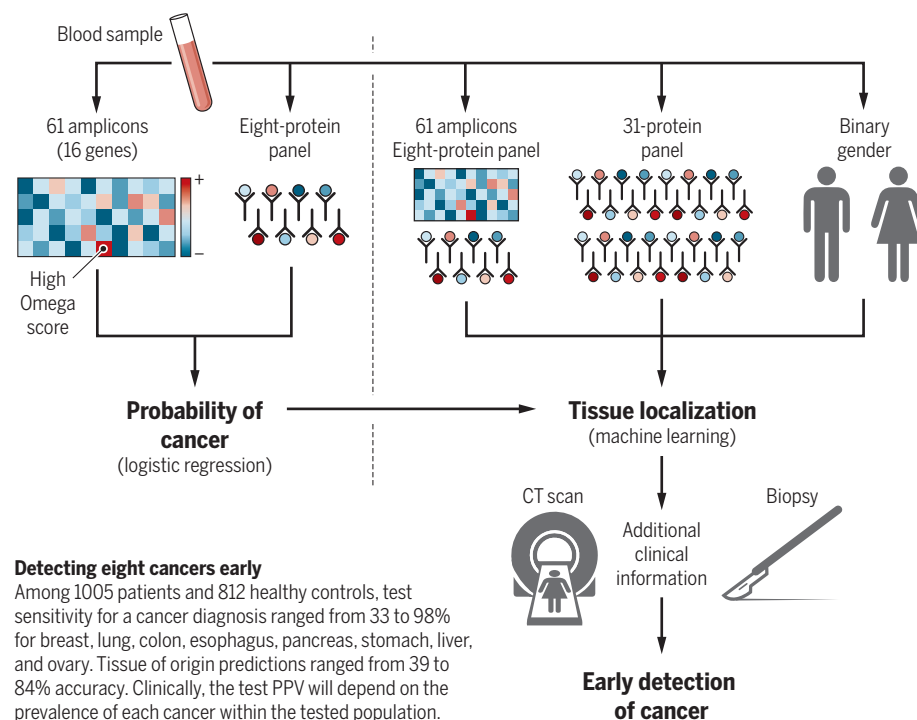 Blood sample
61 amplicons
(16 genes)
Eight-protein
panel
+
–
High
Omega
score
Probability of
cancer
(logistic regression)
61 amplicons
Eight-protein panel
31-protein
panel
Binary
gender
Tissue localization
(machine learning)
CT scan
Additional
clinical
information
Biopsy
Early detection
of cancer
Detecting eight cancers early
Among 1005 patients and 812 healthy controls, test
sensitivity for a cancer diagnosis ranged from 33 to 98%
for breast, lung, colon, esophagus, pancreas, stomach, liver,
and ovary. Tissue of origin predictions ranged from 39 to
84% accuracy. Clinically, the test PPV will depend on the
prevalence of each cancer within the tested population.